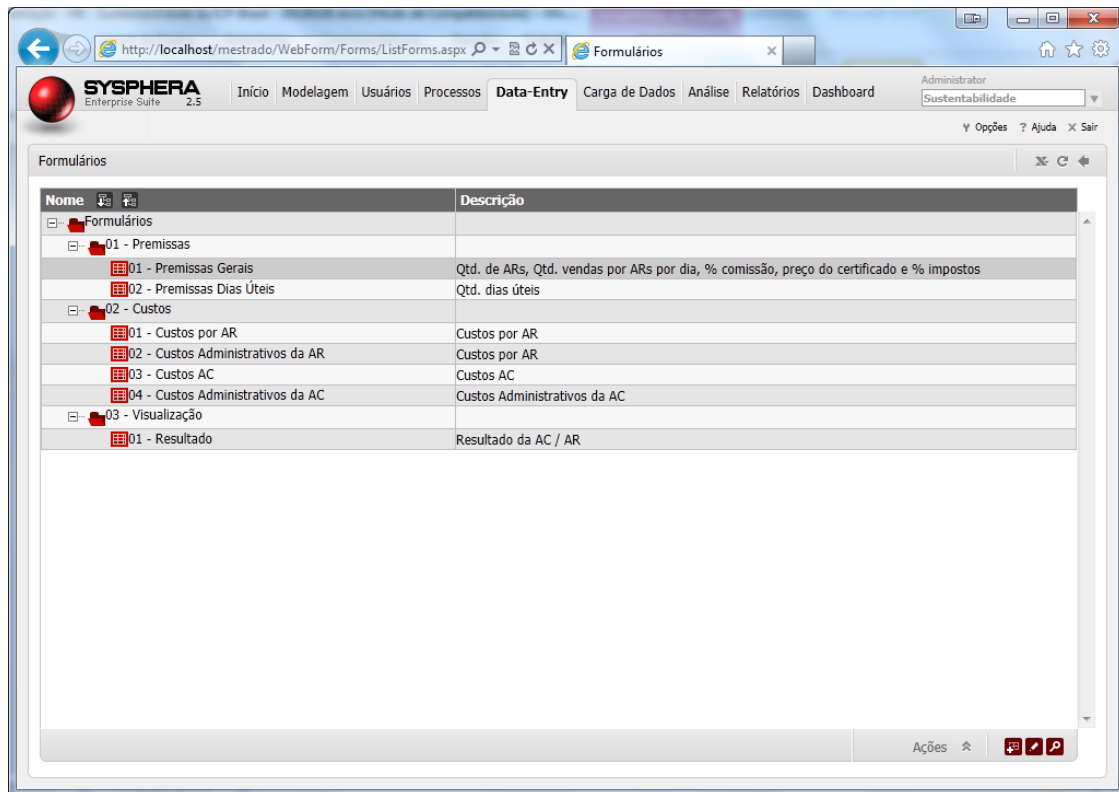 http://localhost/mestrado/WebForm/Forms/ListForms.aspx
Formulários
SYSPHERA
Enterprise Suite 2.5
Início Modelagem Usuários Processos Data-Entry Carga de Dados Análise Relatórios Dashboard
Administrator
Sustentabilidade
Opções ? Ajuda X Sair
Formulários
Nome Descrição
Formulários
01 - Premissas
01 - Premissas Gerais Qtd. de ARs, Qtd. vendas por ARs por dia, % comissão, preço do certificado e % impostos
02 - Premissas Dias Úteis Qtd. dias úteis
02 - Custos
01 - Custos por AR Custos por AR
02 - Custos Administrativos da AR Custos por AR
03 - Custos AC Custos AC
04 - Custos Administrativos da AC Custos Administrativos da AC
03 - Visualização
01 - Resultado Resultado da AC / AR
Ações